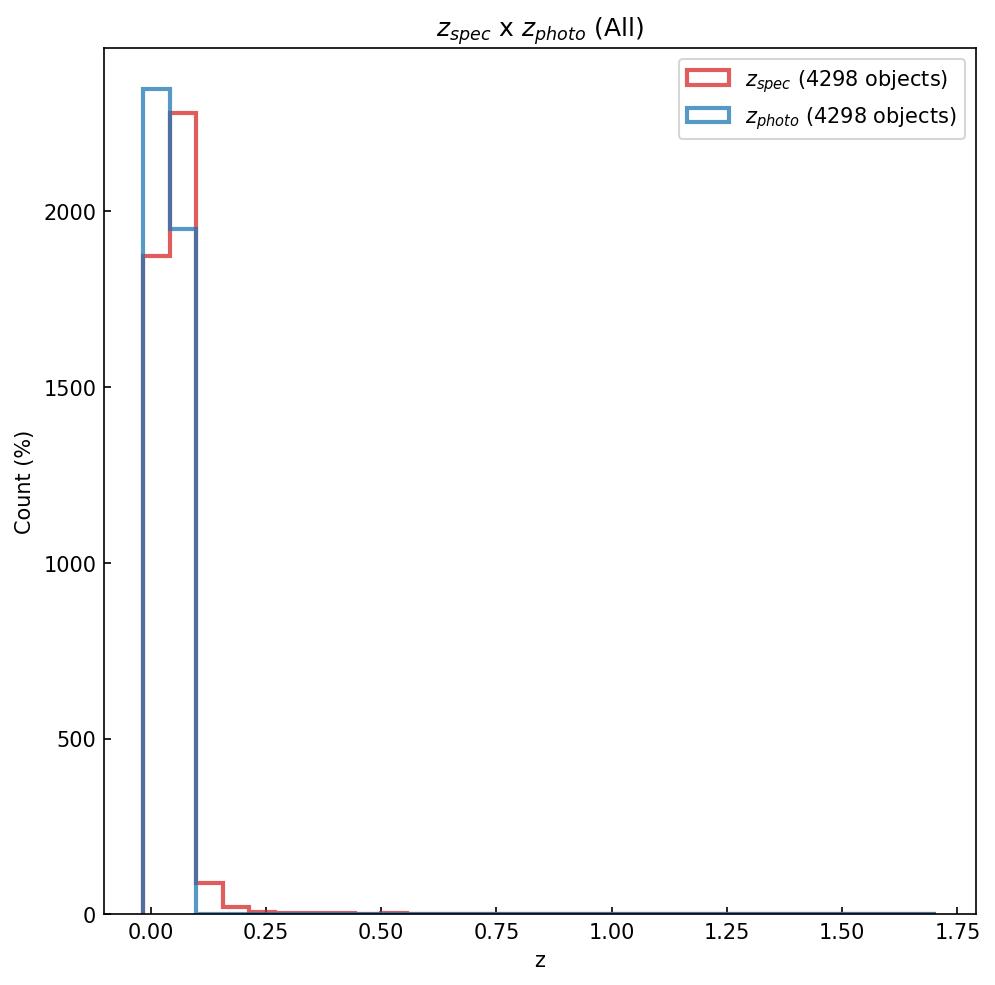 z_spec x z_photo (All)
z_spec (4298 objects)
z_photo (4298 objects)
Count (%)
2000
1500
1000
500
0
0.00 0.25 0.50 0.75 1.00 1.25 1.50 1.75
z